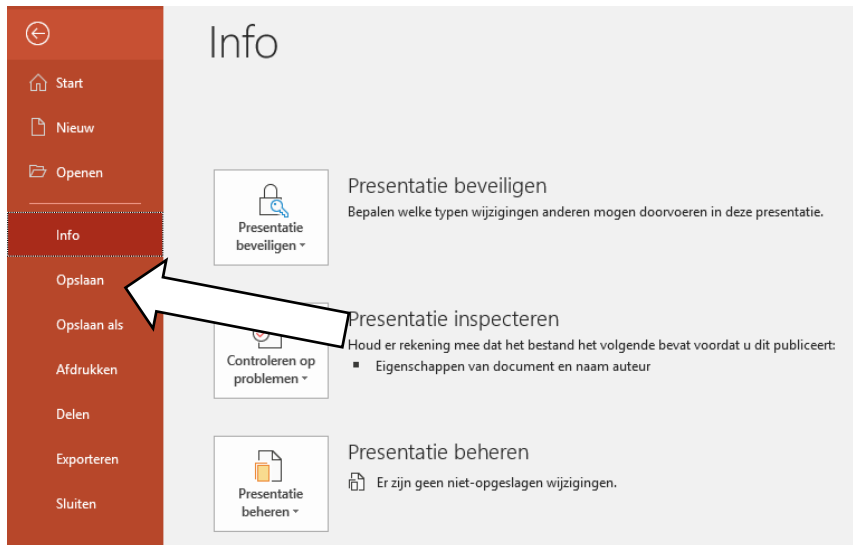 Info
Start
Nieuw
Openen
Info
Opslaan
Opslaan als
Afdrukken
Delen
Exporteren
Sluiten
Presentatie
beveiligen
Presentatie beveiligen
Bepalen welke typen wijzigingen anderen mogen doorvoeren in deze presentatie.
Controleren op
problemen
Presentatie inspecteren
Houd er rekening mee dat het bestand het volgende bevat voordat u dit publiceert:
▪ Eigenschappen van document en naam auteur
Presentatie
beheren
Presentatie beheren
Er zijn geen niet-opgeslagen wijzigingen.